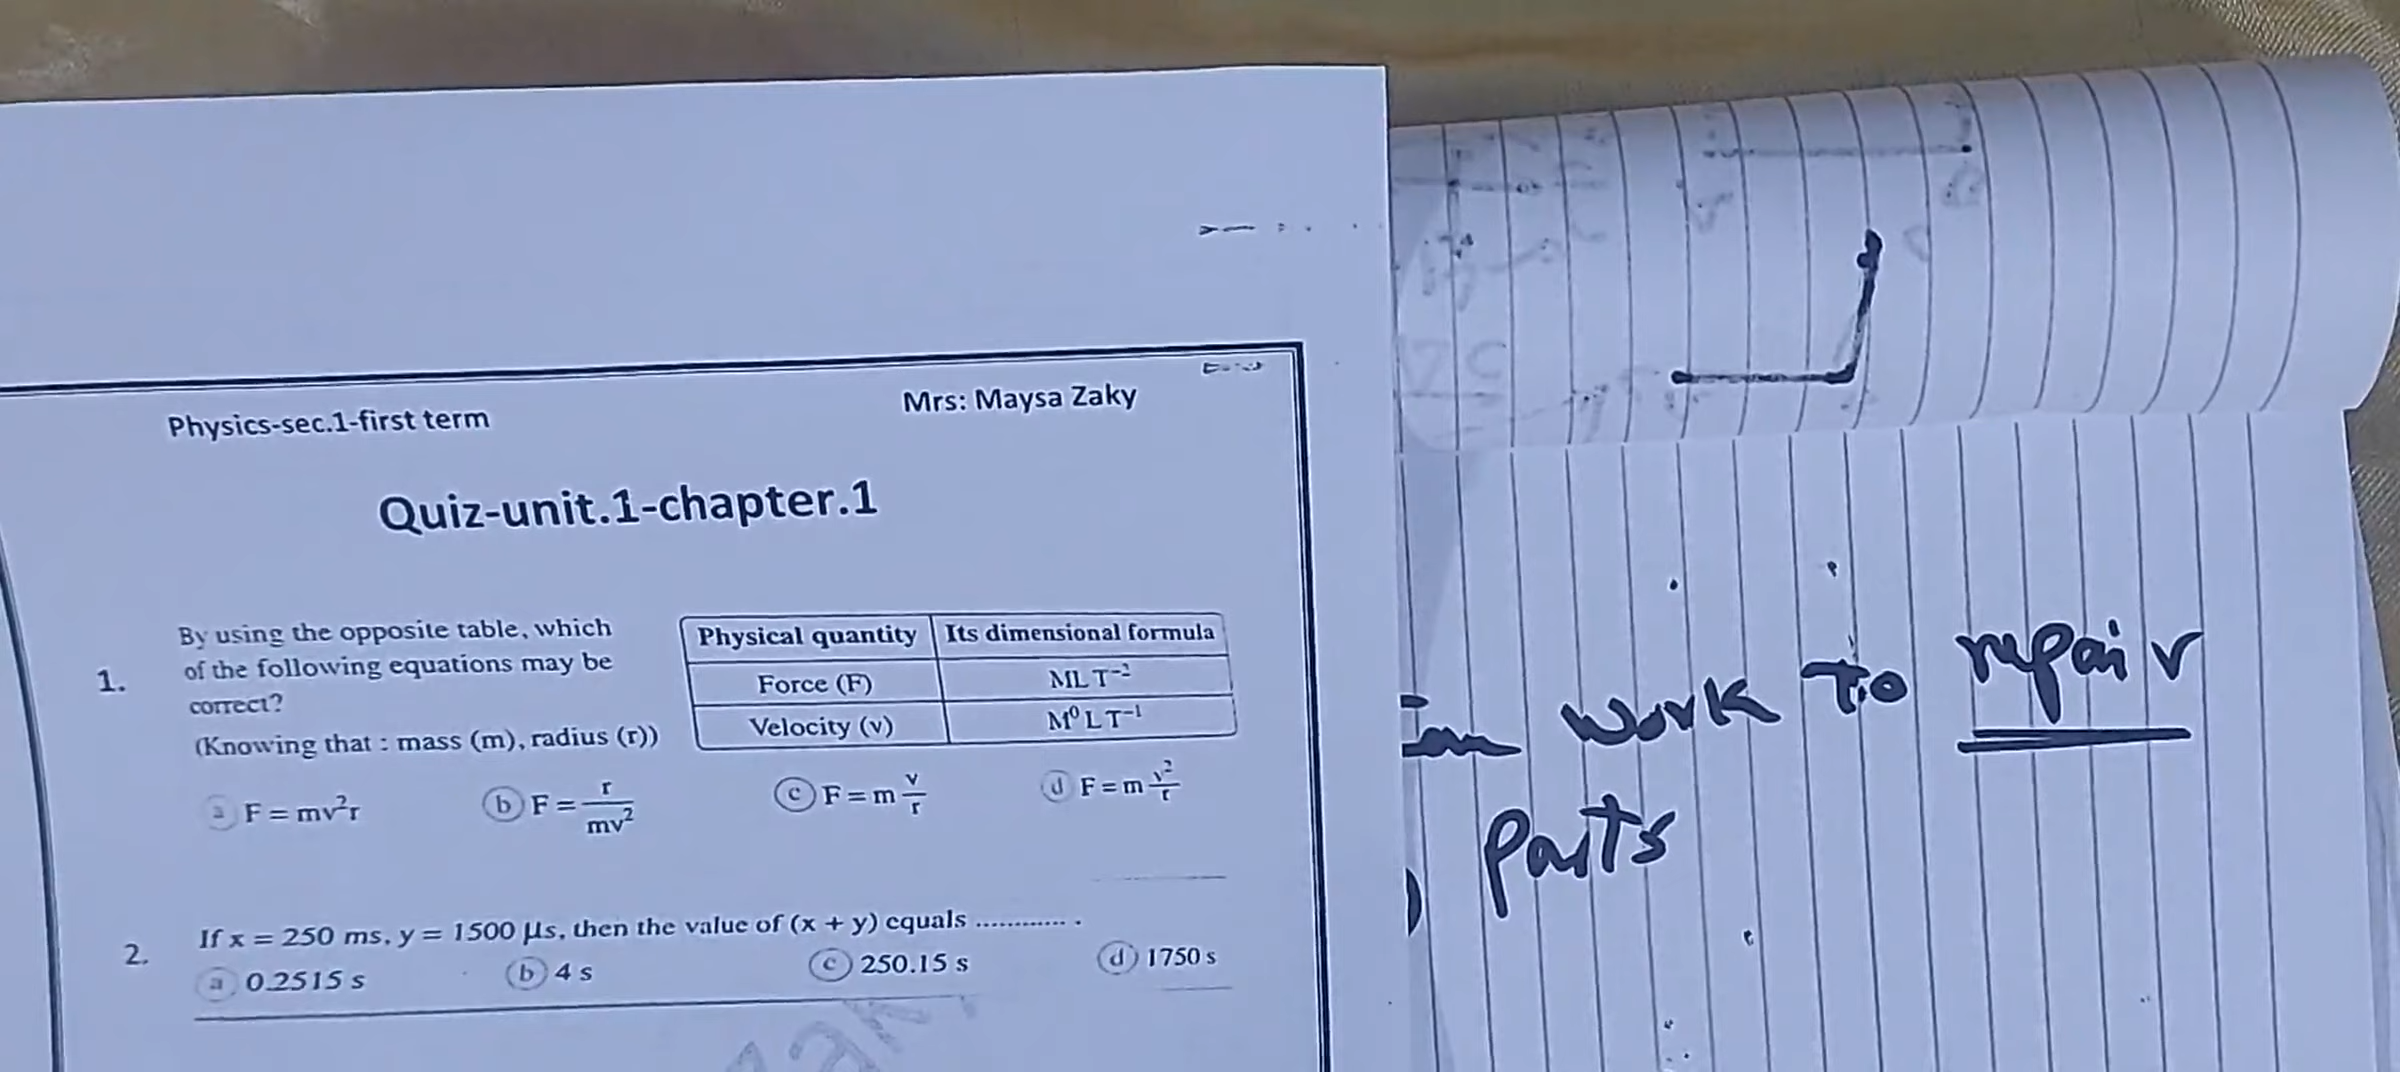 Physics-sec.1-first term
Mrs: Maysa Zaky
Quiz-unit.1-chapter.1
1.
By using the opposite table, which
of the following equations may be
correct?
(Knowing that : mass (m), radius (r))
Physical quantity Its dimensional formula
Force (F) MLT⁻²
Velocity (v) M⁰LT⁻¹
a F = mv²r
b F = r/mv²
c F = m v/r
d F = m v²/r
2.
If x = 250 ms, y = 1500 µs, then the value of (x + y) equals ............ .
a 0.2515 s
b 4 s
c 250.15 s
d 1750 s
work To repair
parts